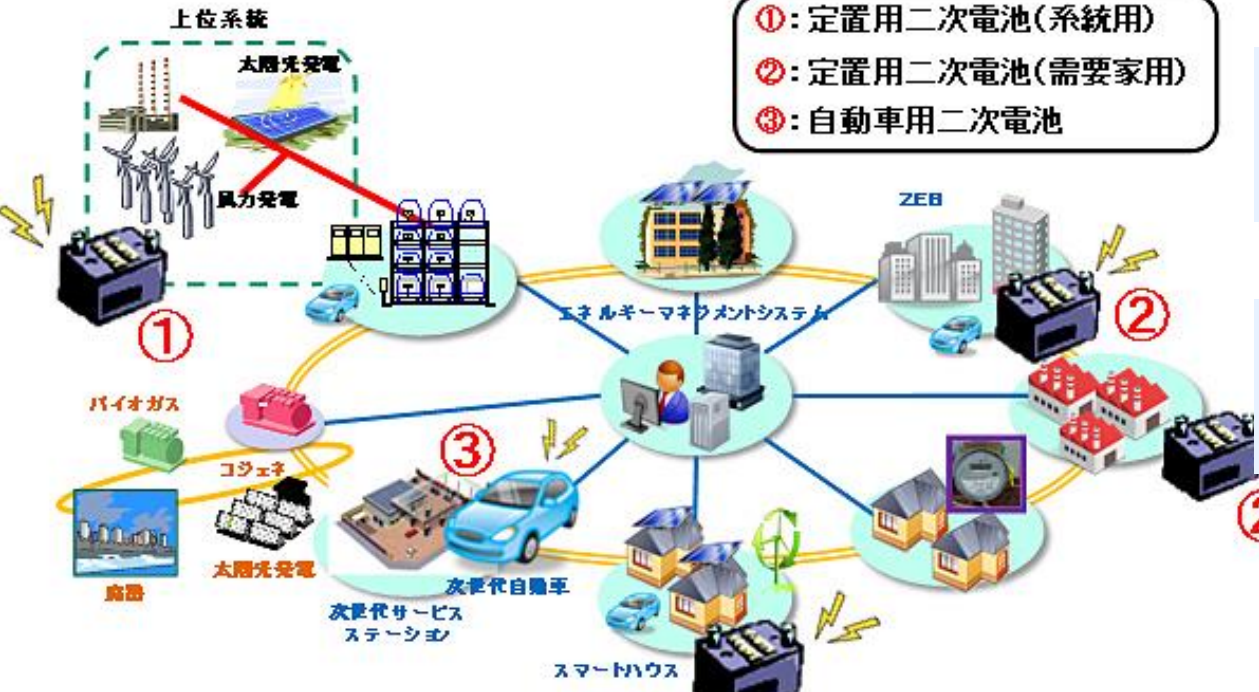 上位系統
太陽光発電
風力発電
①:定置用二次電池(系統用)
②:定置用二次電池(需要家用)
③:自動車用二次電池
ZEB
エネルギーマネジメントシステム
①
②
バイオガス
コジェネ
③
②
太陽光発電
廃熱
次世代自動車
次世代サービス
ステーション
スマートハウス